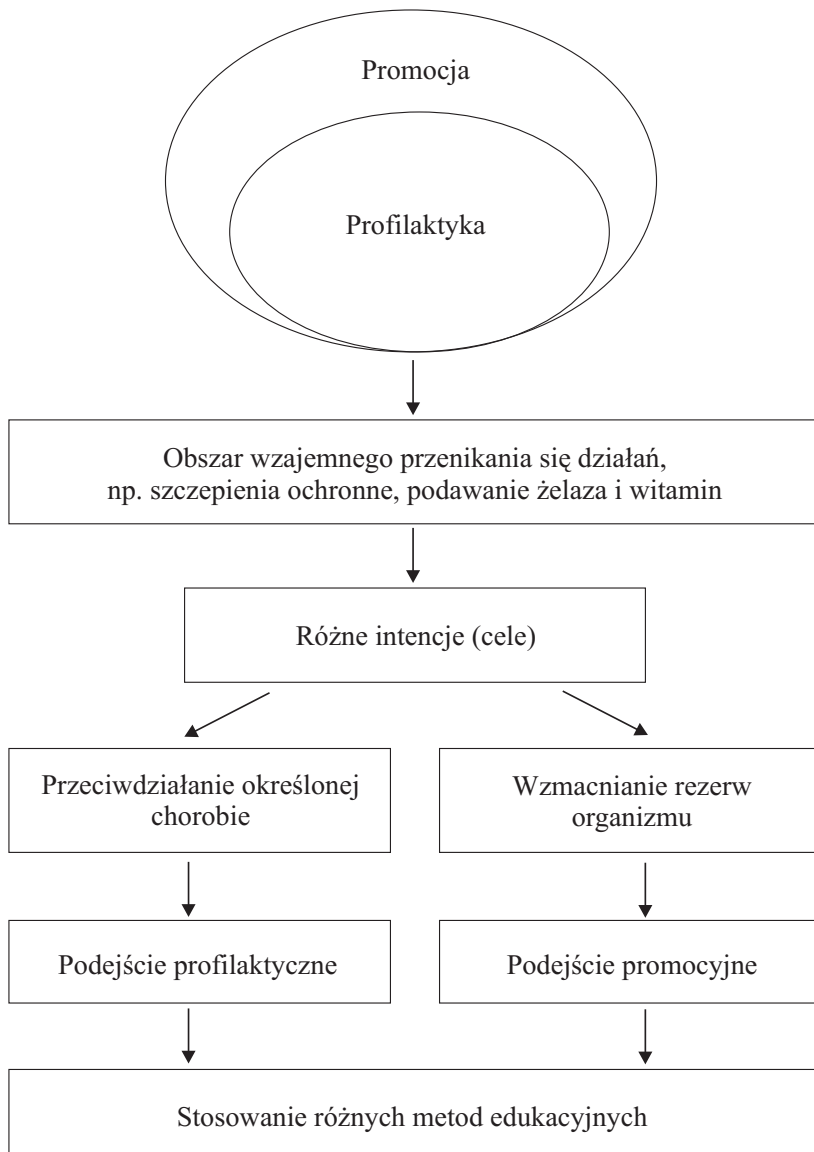 Promocja
Profilaktyka
Obszar wzajemnego przenikania się działań,
np. szczepienia ochronne, podawanie żelaza i witamin
Różne intencje (cele)
Przeciwdziałanie określonej
chorobie
Wzmacnianie rezerw
organizmu
Podejście profilaktyczne
Podejście promocyjne
Stosowanie różnych metod edukacyjnych